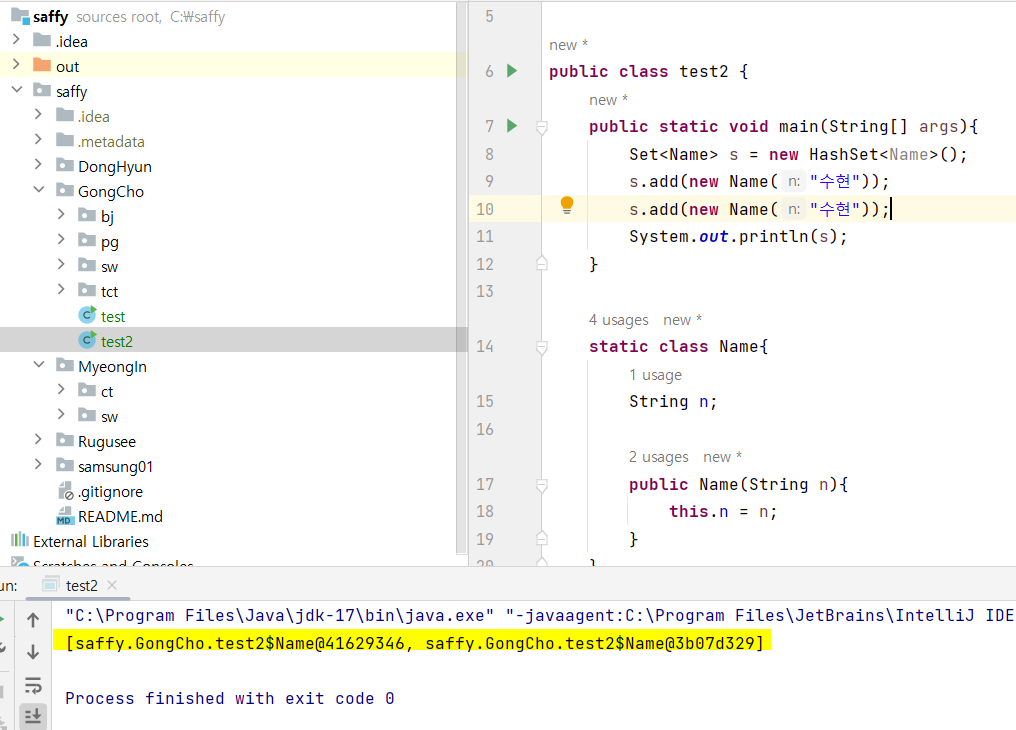 saffy sources root, C:\saffy
.idea
out
saffy
.idea
.metadata
DongHyun
GongCho
bj
pg
sw
tct
test
test2
MyeongIn
ct
sw
Rugusee
samsung01
.gitignore
README.md
External Libraries
Scratches and Consoles
5
new *
6 public class test2 {
new *
7 public static void main(String[] args){
8 Set<Name> s = new HashSet<Name>();
9 s.add(new Name( n: "수현"));
10 s.add(new Name( n: "수현"));
11 System.out.println(s);
12 }
13
4 usages new *
14 static class Name{
1 usage
15 String n;
16
2 usages new *
17 public Name(String n){
18 this.n = n;
19 }
20 }
un: test2
"C:\Program Files\Java\jdk-17\bin\java.exe" "-javaagent:C:\Program Files\JetBrains\IntelliJ IDE
[saffy.GongCho.test2$Name@41629346, saffy.GongCho.test2$Name@3b07d329]
Process finished with exit code 0